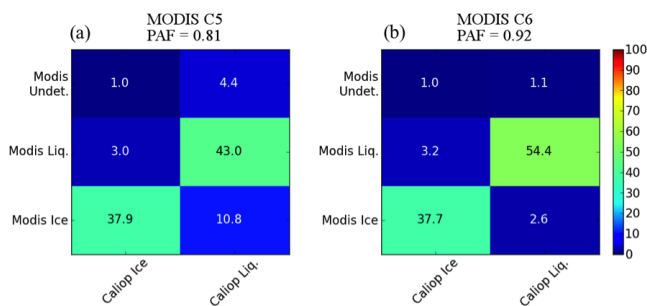 (a)
MODIS C5
PAF = 0.81
Modis
Undet.
1.0
4.4
Modis Liq.
3.0
43.0
Modis Ice
37.9
10.8
Caliop Ice
Caliop Liq.
(b)
MODIS C6
PAF = 0.92
Modis
Undet.
1.0
1.1
Modis Liq.
3.2
54.4
Modis Ice
37.7
2.6
Caliop Ice
Caliop Liq.
100
90
80
70
60
50
40
30
20
10
0